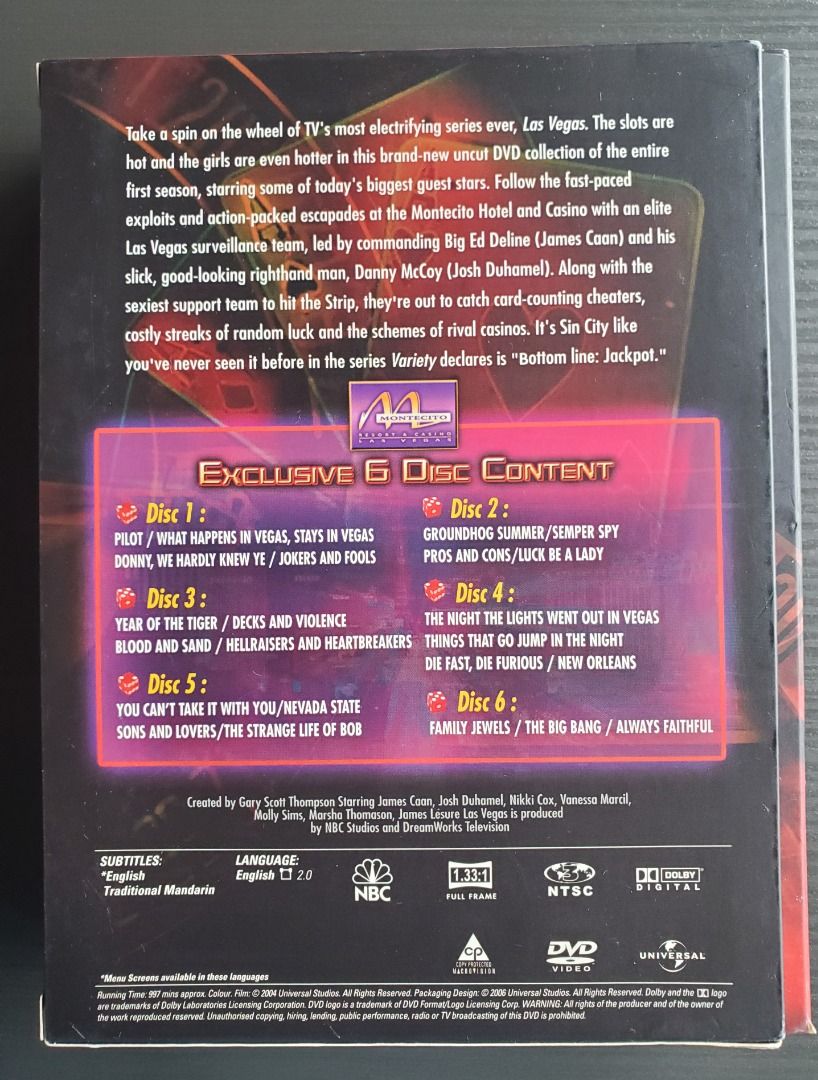 Take a spin on the wheel of TV's most electrifying series ever, Las Vegas. The slots are
hot and the girls are even hotter in this brand-new uncut DVD collection of the entire
first season, starring some of today's biggest guest stars. Follow the fast-paced
exploits and action-packed escapades at the Montecito Hotel and Casino with an elite
Las Vegas surveillance team, led by commanding Big Ed Deline (James Caan) and his
slick, good-looking righthand man, Danny McCoy (Josh Duhamel). Along with the
sexiest support team to hit the Strip, they're out to catch card-counting cheaters,
costly streaks of random luck and the schemes of rival casinos. It's Sin City like
you've never seen it before in the series Variety declares is "Bottom line: Jackpot."
MONTECITO
RESORT & CASINO
LAS VEGAS
EXCLUSIVE 6 DISC CONTENT
Disc 1 :
PILOT / WHAT HAPPENS IN VEGAS, STAYS IN VEGAS
DONNY, WE HARDLY KNEW YE / JOKERS AND FOOLS
Disc 2 :
GROUNDHOG SUMMER/SEMPER SPY
PROS AND CONS/LUCK BE A LADY
Disc 3 :
YEAR OF THE TIGER / DECKS AND VIOLENCE
BLOOD AND SAND / HELLRAISERS AND HEARTBREAKERS
Disc 4 :
THE NIGHT THE LIGHTS WENT OUT IN VEGAS
THINGS THAT GO JUMP IN THE NIGHT
DIE FAST, DIE FURIOUS / NEW ORLEANS
Disc 5 :
YOU CAN'T TAKE IT WITH YOU/NEVADA STATE
SONS AND LOVERS/THE STRANGE LIFE OF BOB
Disc 6 :
FAMILY JEWELS / THE BIG BANG / ALWAYS FAITHFUL
Created by Gary Scott Thompson Starring James Caan, Josh Duhamel, Nikki Cox, Vanessa Marcil,
Molly Sims, Marsha Thomason, James Lesure Las Vegas is produced
by NBC Studios and DreamWorks Television
SUBTITLES:
*English
Traditional Mandarin
LANGUAGE:
English 2.0
NBC
1.33:1
FULL FRAME
3
NTSC
DOLBY
DIGITAL
CP
COPY PROTECTED
MACROVISION
DVD
VIDEO
UNIVERSAL
*Menu Screens available in these languages
Running Time: 997 mins approx. Colour. Film: © 2004 Universal Studios. All Rights Reserved. Packaging Design: © 2006 Universal Studios. All Rights Reserved. Dolby and the logo
are trademarks of Dolby Laboratories Licensing Corporation. DVD logo is a trademark of DVD Format/Logo Licensing Corp. WARNING: All rights of the producer and of the owner of
the work reproduced reserved. Unauthorised copying, hiring, lending, public performance, radio or TV broadcasting of this DVD is prohibited.